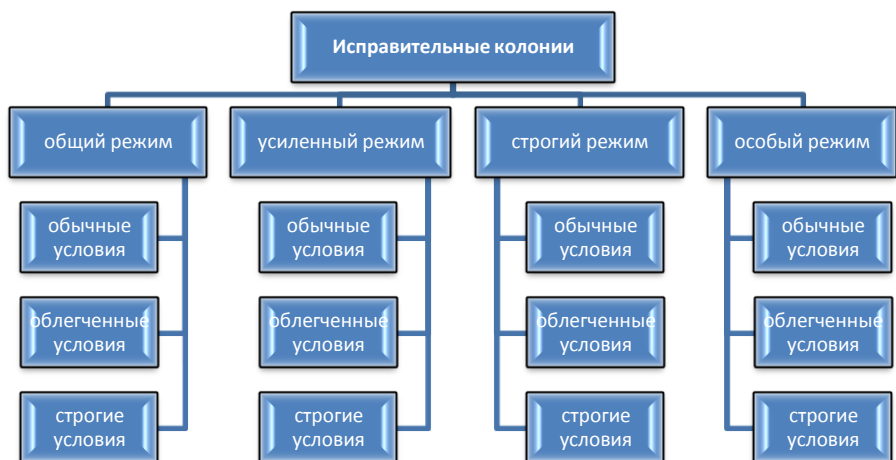 Исправительные колонии
общий режим
усиленный режим
строгий режим
особый режим
обычные
условия
обычные
условия
обычные
условия
обычные
условия
облегченные
условия
облегченные
условия
облегченные
условия
облегченные
условия
строгие
условия
строгие
условия
строгие
условия
строгие
условия